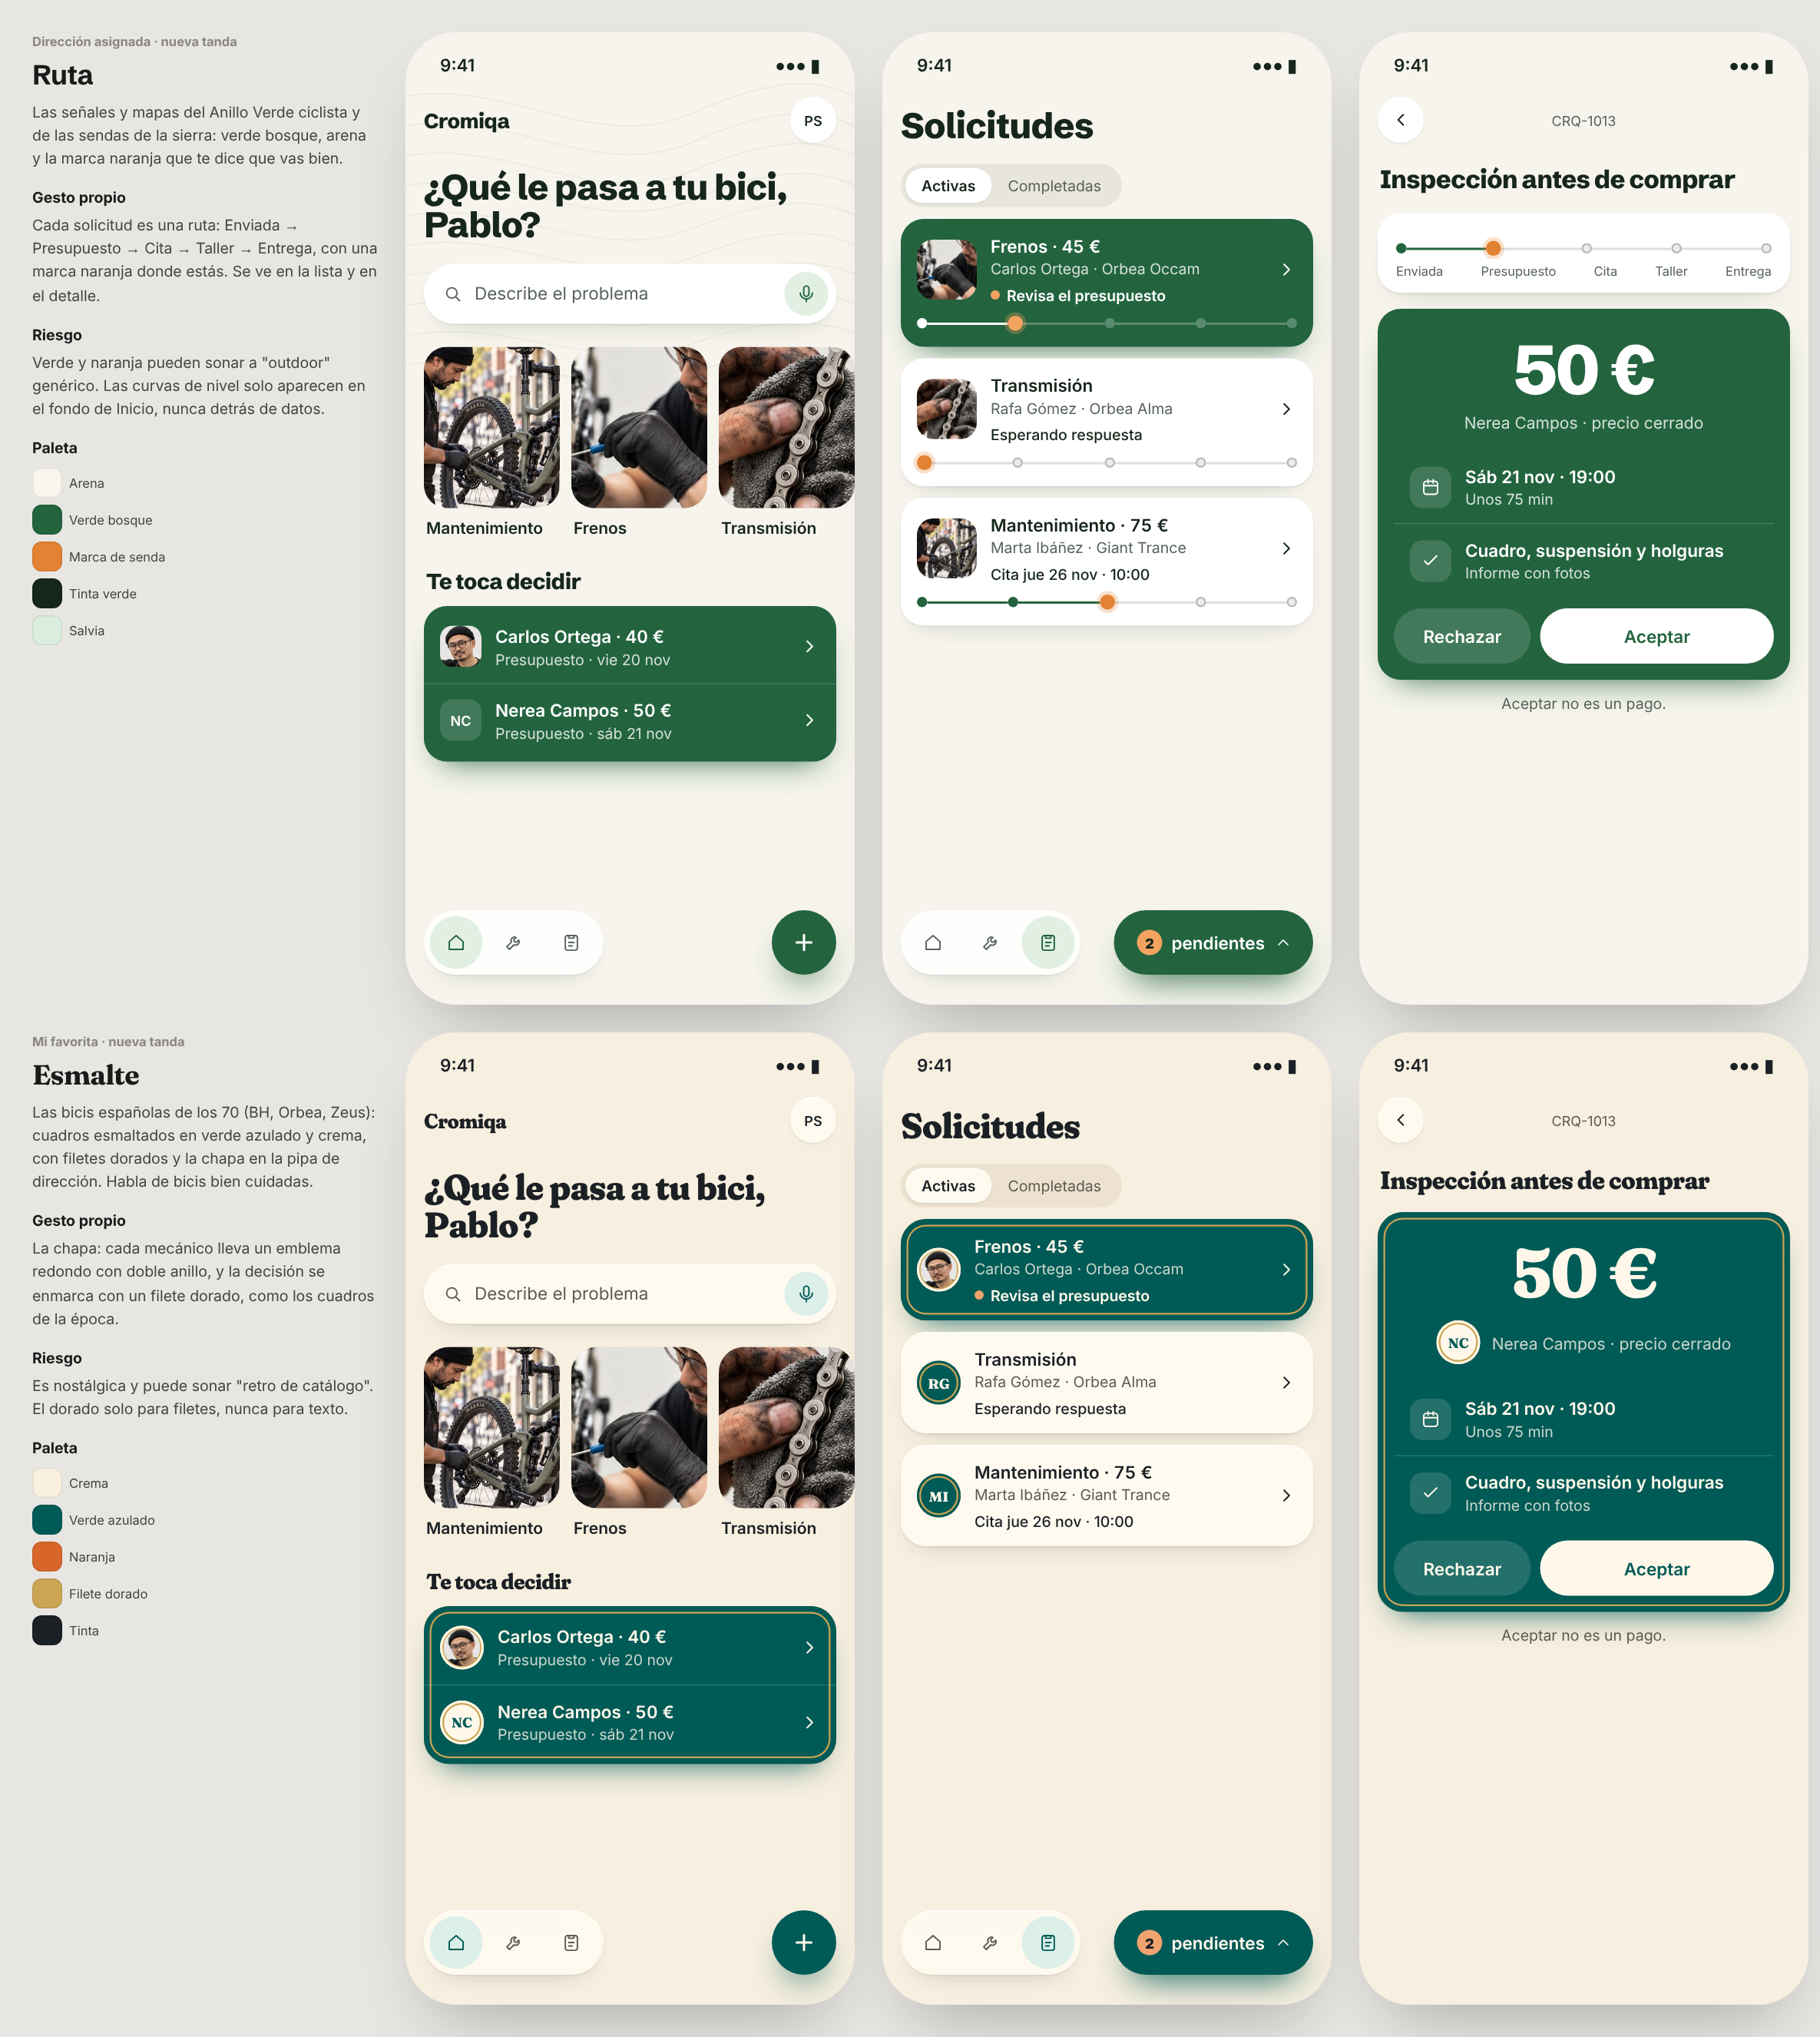 Dirección asignada · nueva tanda
Ruta
Las señales y mapas del Anillo Verde ciclista y
de las sendas de la sierra: verde bosque, arena
y la marca naranja que te dice que vas bien.
Gesto propio
Cada solicitud es una ruta: Enviada →
Presupuesto → Cita → Taller → Entrega, con una
marca naranja donde estás. Se ve en la lista y en
el detalle.
Riesgo
Verde y naranja pueden sonar a "outdoor"
genérico. Las curvas de nivel solo aparecen en
el fondo de Inicio, nunca detrás de datos.
Paleta
Arena
Verde bosque
Marca de senda
Tinta verde
Salvia
9:41
Cromiqa
PS
¿Qué le pasa a tu bici,
Pablo?
Describe el problema
Mantenimiento
Frenos
Transmisión
Te toca decidir
Carlos Ortega · 40 €
Presupuesto · vie 20 nov
NC
Nerea Campos · 50 €
Presupuesto · sáb 21 nov
9:41
Solicitudes
Activas
Completadas
Frenos · 45 €
Carlos Ortega · Orbea Occam
Revisa el presupuesto
Transmisión
Rafa Gómez · Orbea Alma
Esperando respuesta
Mantenimiento · 75 €
Marta Ibáñez · Giant Trance
Cita jue 26 nov · 10:00
2 pendientes
9:41
CRQ-1013
Inspección antes de comprar
Enviada
Presupuesto
Cita
Taller
Entrega
50 €
Nerea Campos · precio cerrado
Sáb 21 nov · 19:00
Unos 75 min
Cuadro, suspensión y holguras
Informe con fotos
Rechazar
Aceptar
Aceptar no es un pago.
Mi favorita · nueva tanda
Esmalte
Las bicis españolas de los 70 (BH, Orbea, Zeus):
cuadros esmaltados en verde azulado y crema,
con filetes dorados y la chapa en la pipa de
dirección. Habla de bicis bien cuidadas.
Gesto propio
La chapa: cada mecánico lleva un emblema
redondo con doble anillo, y la decisión se
enmarca con un filete dorado, como los cuadros
de la época.
Riesgo
Es nostálgica y puede sonar "retro de catálogo".
El dorado solo para filetes, nunca para texto.
Paleta
Crema
Verde azulado
Naranja
Filete dorado
Tinta
9:41
Cromiqa
PS
¿Qué le pasa a tu bici,
Pablo?
Describe el problema
Mantenimiento
Frenos
Transmisión
Te toca decidir
Carlos Ortega · 40 €
Presupuesto · vie 20 nov
NC
Nerea Campos · 50 €
Presupuesto · sáb 21 nov
9:41
Solicitudes
Activas
Completadas
Frenos · 45 €
Carlos Ortega · Orbea Occam
Revisa el presupuesto
RG
Transmisión
Rafa Gómez · Orbea Alma
Esperando respuesta
MI
Mantenimiento · 75 €
Marta Ibáñez · Giant Trance
Cita jue 26 nov · 10:00
2 pendientes
9:41
CRQ-1013
Inspección antes de comprar
50 €
NC
Nerea Campos · precio cerrado
Sáb 21 nov · 19:00
Unos 75 min
Cuadro, suspensión y holguras
Informe con fotos
Rechazar
Aceptar
Aceptar no es un pago.